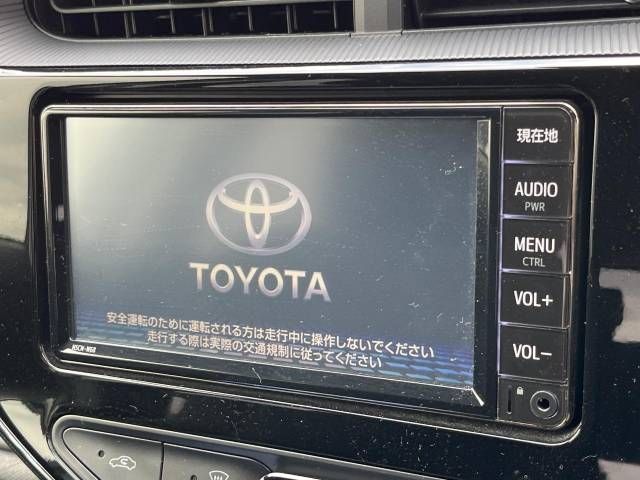 TOYOTA
安全運転のために運転される方は走行中に操作しないでください
走行する際は実際の交通規制に従ってください
NSCN-W68
現在地
AUDIO
PWR
MENU
CTRL
VOL+
VOL-